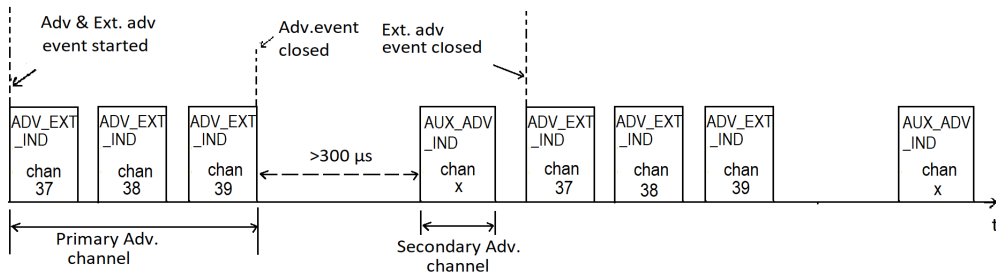 Adv & Ext. adv
event started
Adv.event
closed
Ext. adv
event closed
ADV_EXT
_IND
chan
37
ADV_EXT
_IND
chan
38
ADV_EXT
_IND
chan
39
>300 µs
AUX_ADV
_IND
chan
x
ADV_EXT
_IND
chan
37
ADV_EXT
_IND
chan
38
ADV_EXT
_IND
chan
39
AUX_ADV
_IND
chan
x
t
Primary Adv.
channel
Secondary Adv.
channel